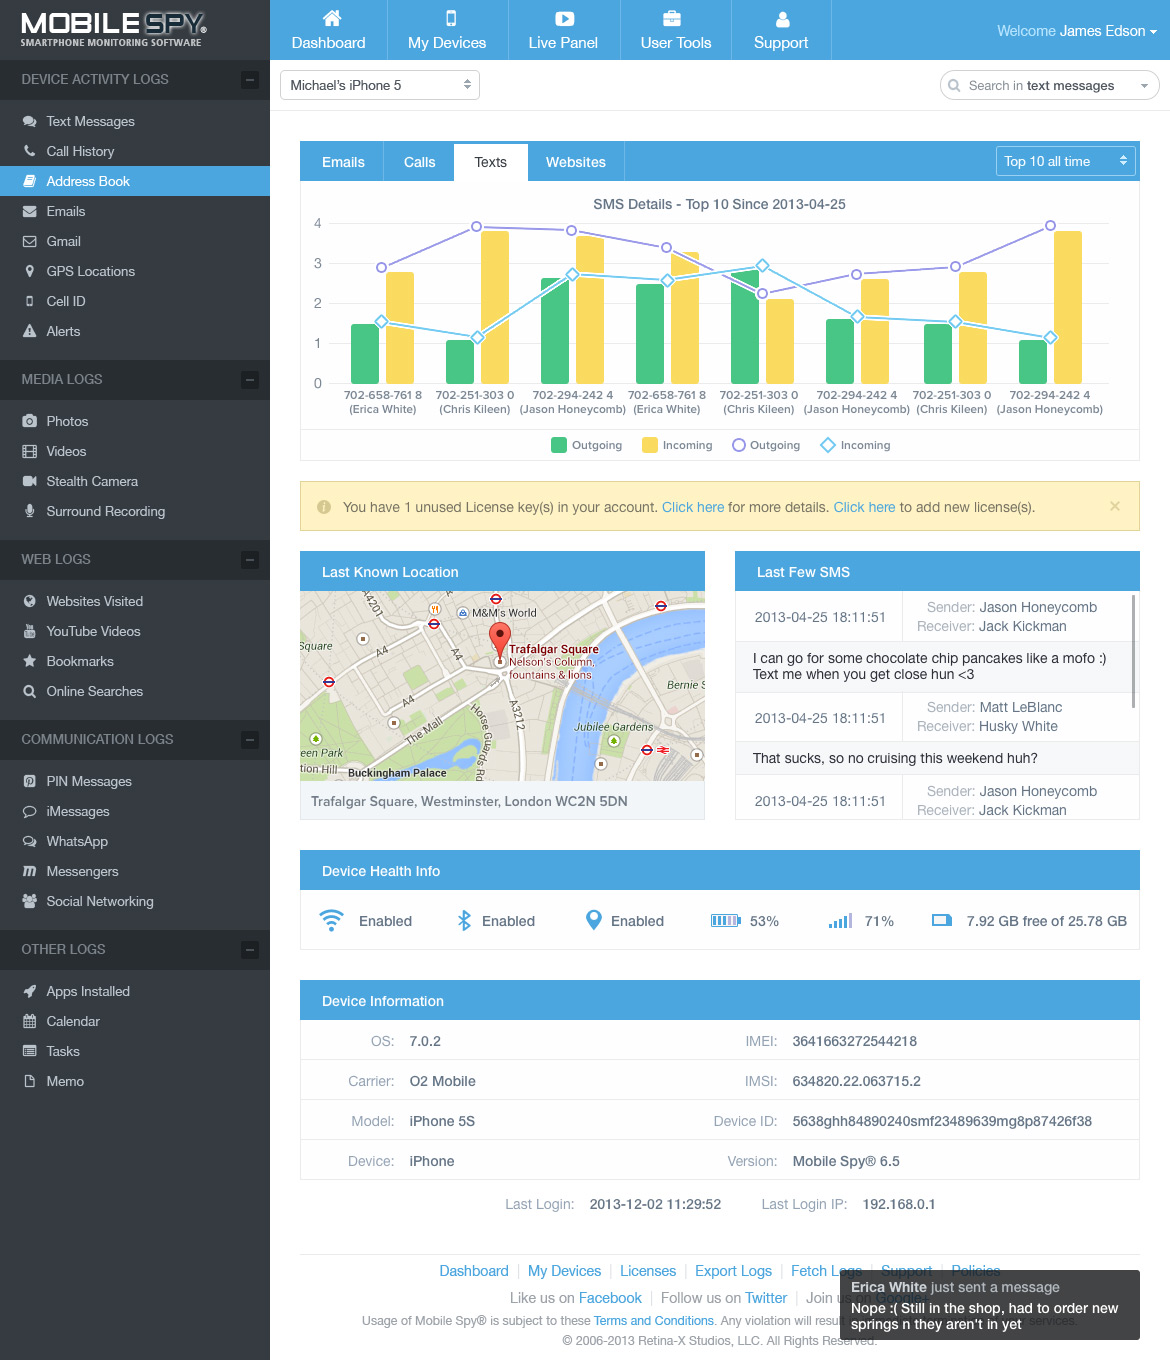 MOBILE SPY®
SMARTPHONE MONITORING SOFTWARE
Dashboard
My Devices
Live Panel
User Tools
Support
Welcome James Edson
DEVICE ACTIVITY LOGS
Text Messages
Call History
Address Book
Emails
Gmail
GPS Locations
Cell ID
Alerts
MEDIA LOGS
Photos
Videos
Stealth Camera
Surround Recording
WEB LOGS
Websites Visited
YouTube Videos
Bookmarks
Online Searches
COMMUNICATION LOGS
PIN Messages
iMessages
WhatsApp
Messengers
Social Networking
OTHER LOGS
Apps Installed
Calendar
Tasks
Memo
Michael's iPhone 5
Search in text messages
Emails
Calls
Texts
Websites
Top 10 all time
SMS Details - Top 10 Since 2013-04-25
4
3
2
1
0
702-658-761 8
(Erica White)
702-251-303 0
(Chris Kileen)
702-294-242 4
(Jason Honeycomb)
702-658-761 8
(Erica White)
702-251-303 0
(Chris Kileen)
702-294-242 4
(Jason Honeycomb)
702-251-303 0
(Chris Kileen)
702-294-242 4
(Jason Honeycomb)
Outgoing
Incoming
Outgoing
Incoming
You have 1 unused License key(s) in your account. Click here for more details. Click here to add new license(s).
Last Known Location
A4201
M&M's World
Square
A4
A4
Trafalgar Square
Nelson's Column,
fountains & lions
Bernie S
A4
The Mall
Horse Guards Rd
A3212
Jubilee Gardens
een Park
tion Hill
Buckingham Palace
Trafalgar Square, Westminster, London WC2N 5DN
Last Few SMS
2013-04-25 18:11:51
Sender: Jason Honeycomb
Receiver: Jack Kickman
I can go for some chocolate chip pancakes like a mofo :)
Text me when you get close hun <3
2013-04-25 18:11:51
Sender: Matt LeBlanc
Receiver: Husky White
That sucks, so no cruising this weekend huh?
2013-04-25 18:11:51
Sender: Jason Honeycomb
Receiver: Jack Kickman
Device Health Info
Enabled
Enabled
Enabled
53%
71%
7.92 GB free of 25.78 GB
Device Information
OS: 7.0.2
IMEI: 3641663272544218
Carrier: O2 Mobile
IMSI: 634820.22.063715.2
Model: iPhone 5S
Device ID: 5638ghh84890240smf23489639mg8p87426f38
Device: iPhone
Version: Mobile Spy® 6.5
Last Login: 2013-12-02 11:29:52
Last Login IP: 192.168.0.1
Dashboard
My Devices
Licenses
Export Logs
Fetch Logs
Support
Policies
Like us on Facebook
Follow us on Twitter
Join us on Google+
Usage of Mobile Spy® is subject to these Terms and Conditions. Any violation will result services.
© 2006-2013 Retina-X Studios, LLC. All Rights Reserved.
Erica White just sent a message
Nope :( Still in the shop, had to order new
springs n they aren't in yet